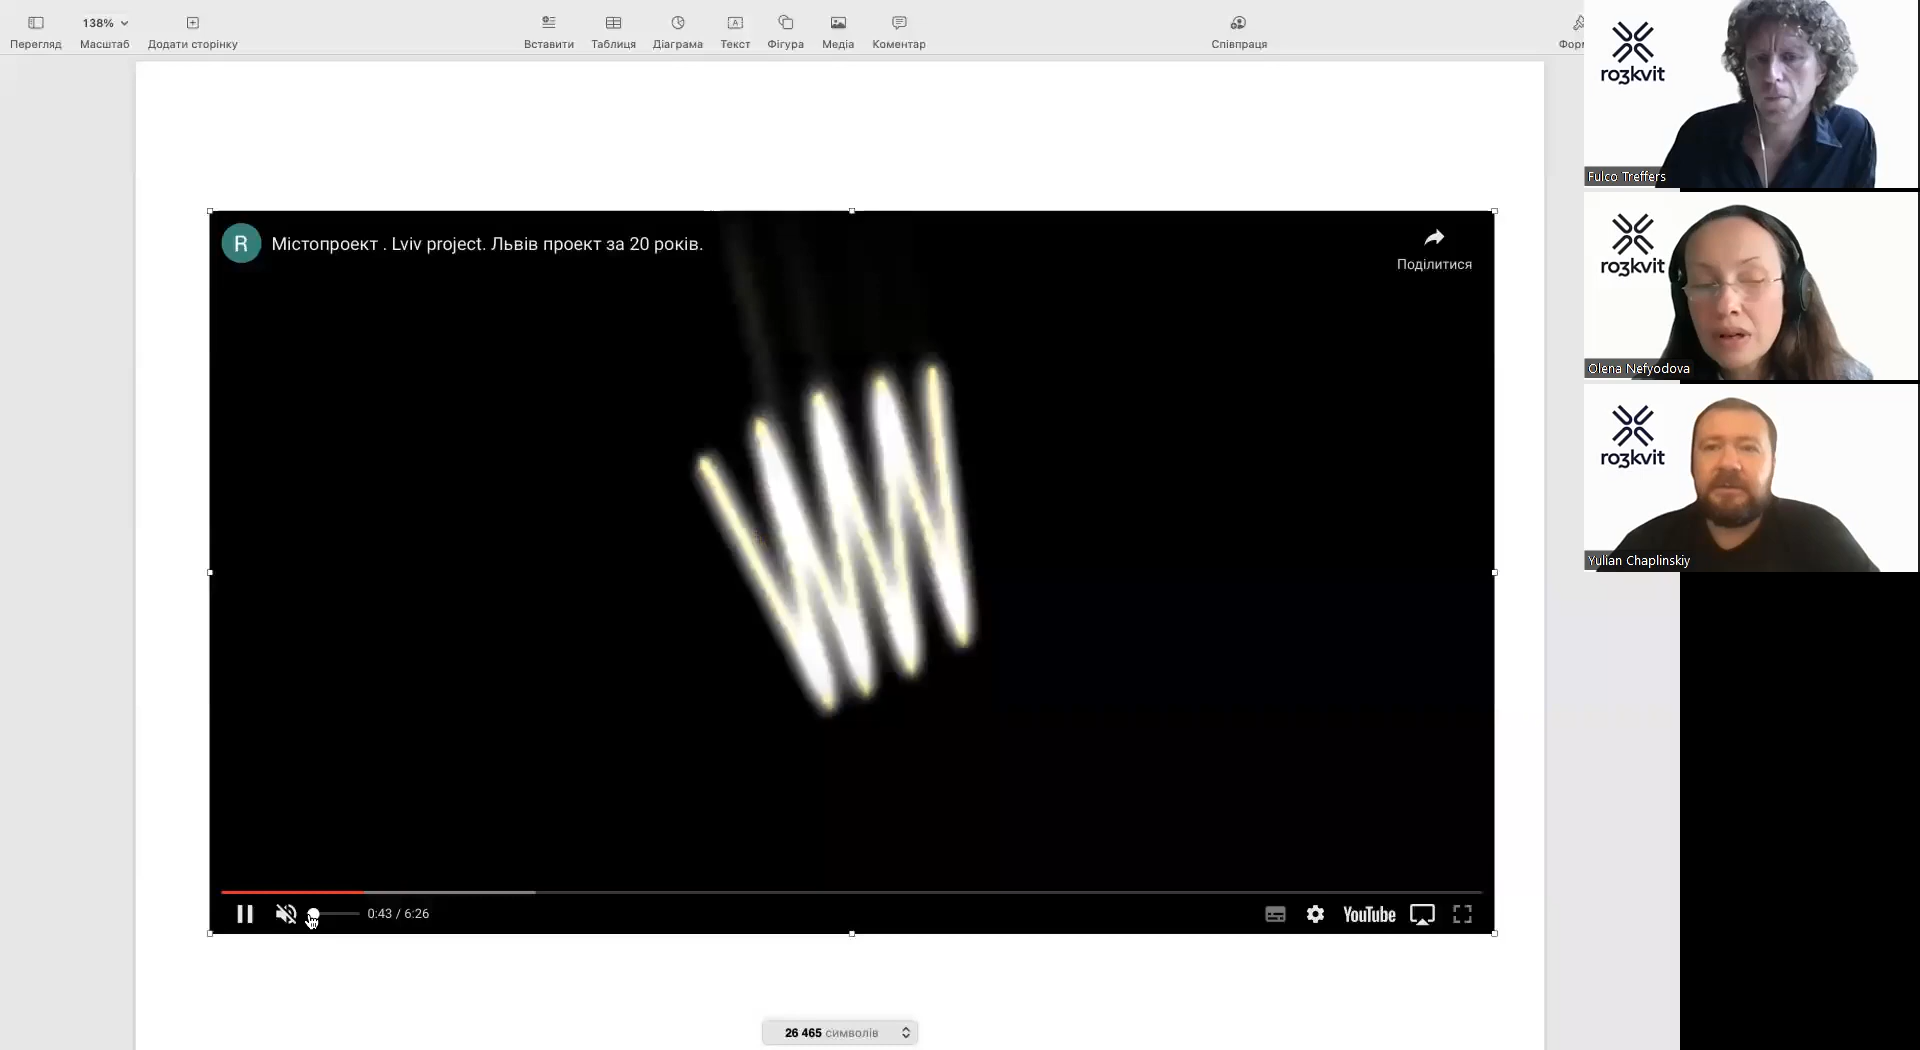 138%
Перегляд
Масштаб
Додати сторінку
Вставити
Таблиця
Діаграма
Текст
Фігура
Медіа
Коментар
Співпраця
Форм
R
Містопроект . Lviv project. Львів проект за 20 років.
Поділитися
0:43 / 6:26
YouTube
26 465 символів
ro3kvit
Fulco Treffers
ro3kvit
Olena Nefyodova
ro3kvit
Yulian Chaplinskiy